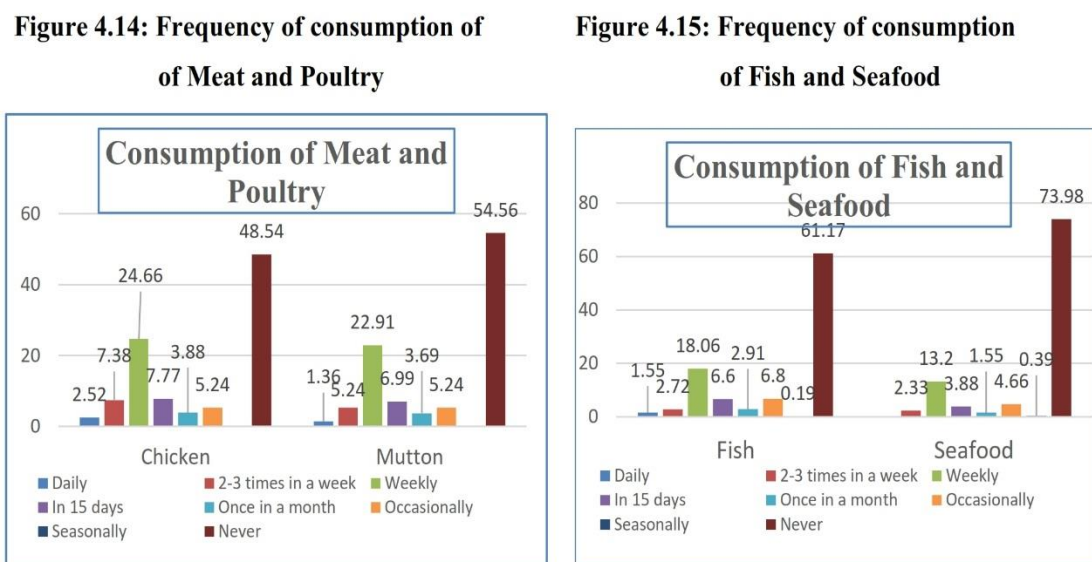 Figure 4.14: Frequency of consumption of
of Meat and Poultry
Consumption of Meat and
Poultry
60
40
20
0
2.52
7.38
24.66
7.77
3.88
5.24
48.54
1.36
5.24
22.91
6.99
3.69
5.24
54.56
Chicken
Mutton
Daily
2-3 times in a week
Weekly
In 15 days
Once in a month
Occasionally
Seasonally
Never
Figure 4.15: Frequency of consumption
of Fish and Seafood
Consumption of Fish and
Seafood
80
60
40
20
0
1.55
2.72
18.06
6.6
2.91
6.8
0.19
61.17
2.33
13.2
3.88
1.55
4.66
0.39
73.98
Fish
Seafood
Daily
2-3 times in a week
Weekly
In 15 days
Once in a month
Occasionally
Seasonally
Never